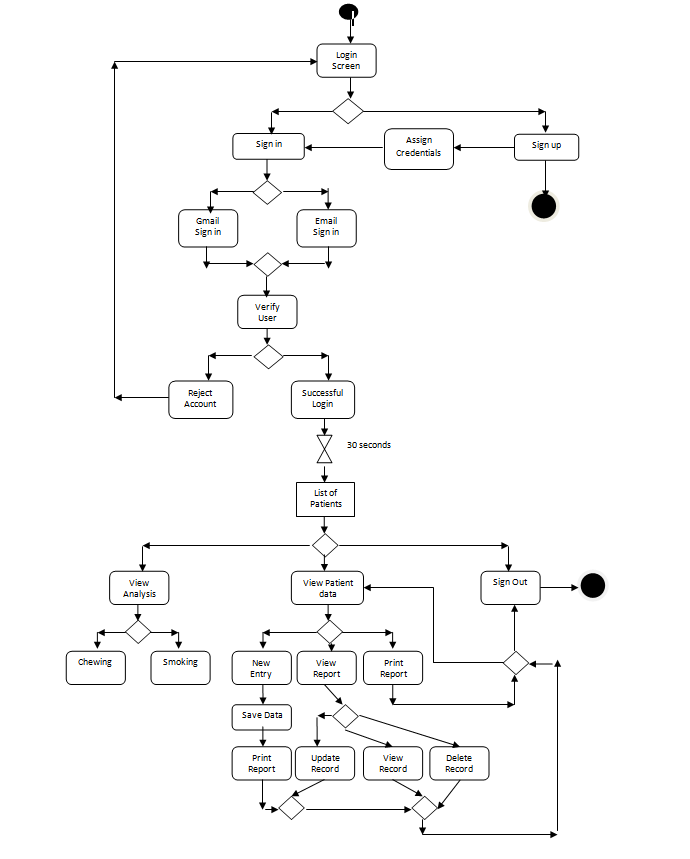 Login
Screen
Sign in
Assign
Credentials
Sign up
Gmail
Sign in
Email
Sign in
Verify
User
Reject
Account
Successful
Login
30 seconds
List of
Patients
View
Analysis
View Patient
data
Sign Out
Chewing
Smoking
New
Entry
View
Report
Print
Report
Save Data
Print
Report
Update
Record
View
Record
Delete
Record